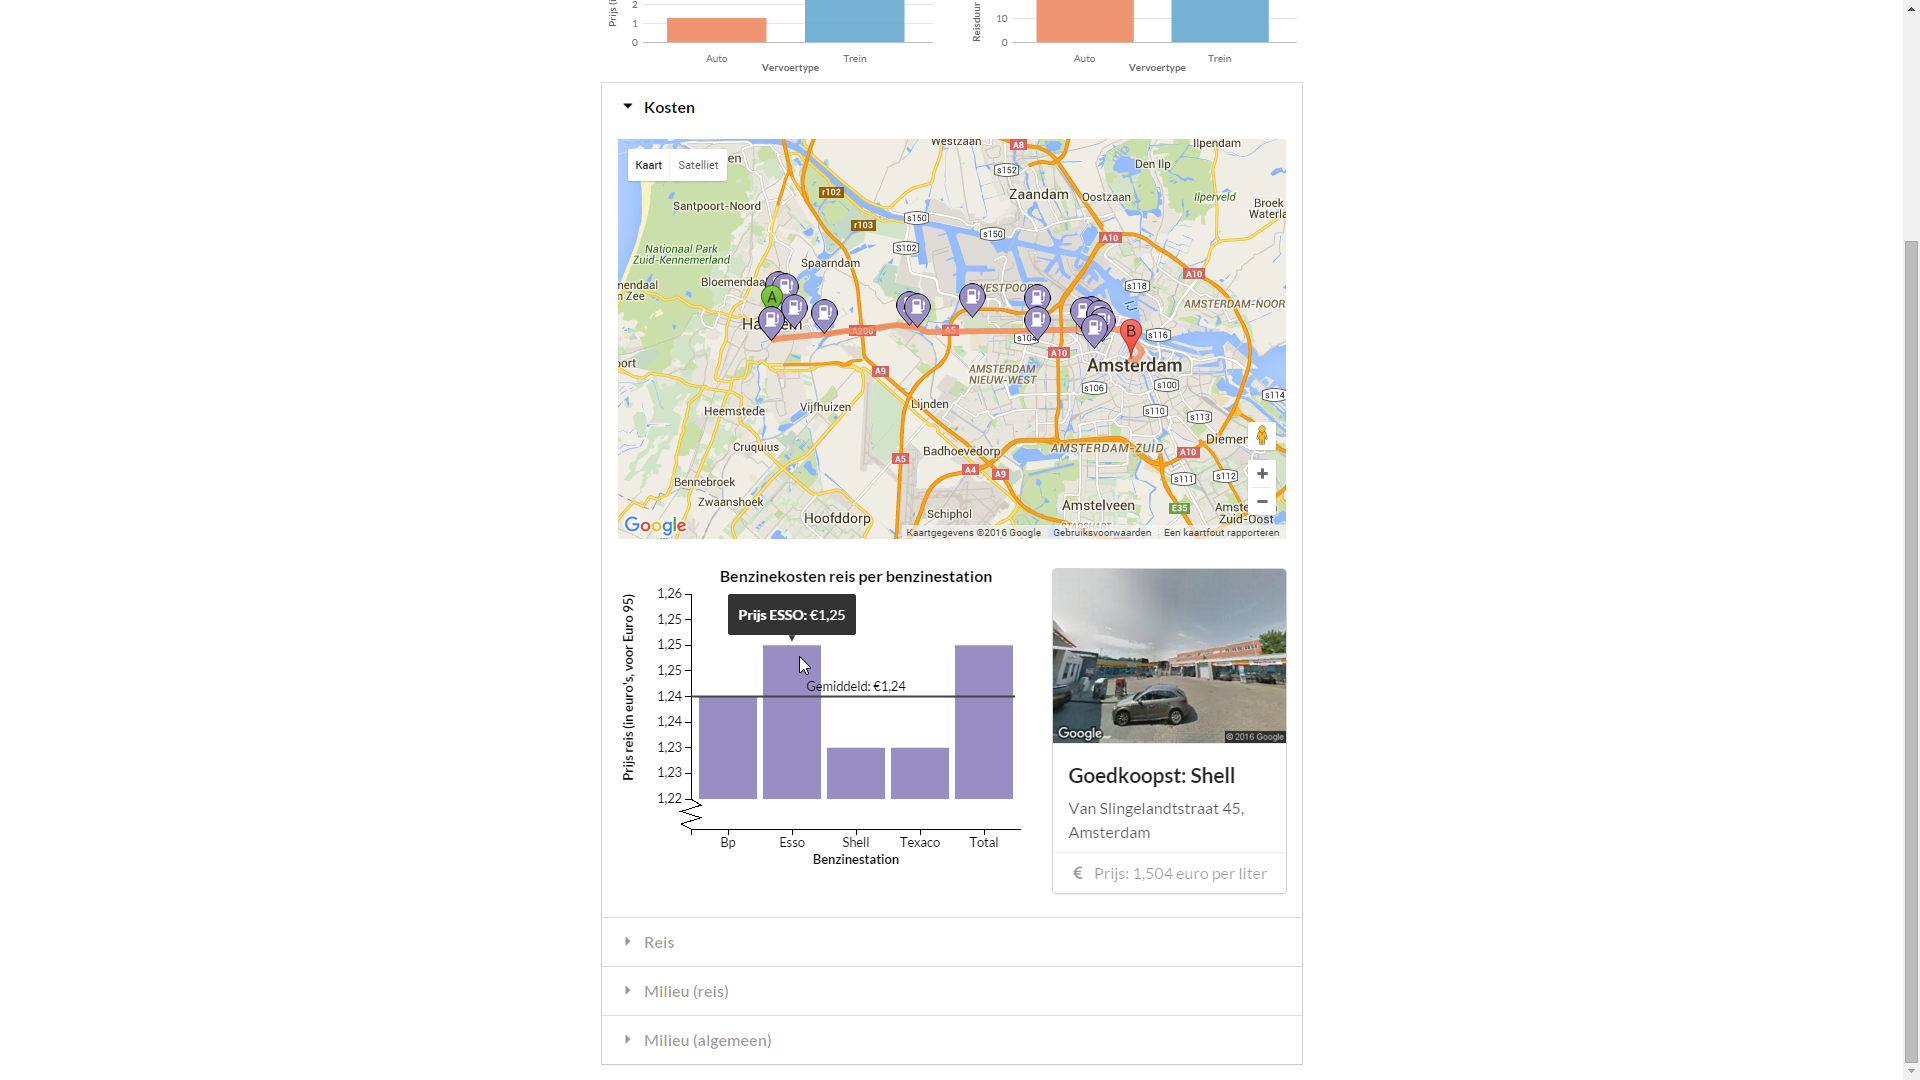 2
1
0
Prijs (i
Auto
Trein
Vervoertype
10
0
Reisduur
Auto
Trein
Vervoertype
Kosten
Kaart
Satelliet
en
Westzaan
A8
Ilpendam
s152
Den Ilp
r102
Zaandam
Oostzaan
Ilperveld
Santpoort-Noord
s150
Broek
Waterla
r103
s150
A10
Nationaal Park
Zuid-Kennemerland
S102
Spaarndam
A10
Bloemendaa
nendaal
n Zee
A
WESTPOO
s118
AMSTERDAM-NOOR
A200
A5
B
s104
s116
A10
Amsterdam
oort
A9
AMSTERDAM
NIEUW-WEST
s106
s100
s114
Heemstede
Vijfhuizen
Lijnden
s110
s113
Diemen
Cruquius
Badhoevedorp
AMSTERDAM-ZUID
A10
A5
A4
A9
s111
s112
Bennebroek
Zwaanshoek
Amstelveen
E35
Amste
Zuid-Oost
Hoofddorp
Schiphol
STADSHART
Google
Kaartgegevens ©2016 Google
Gebruiksvoorwaarden
Een kaartfout rapporteren
Benzinekosten reis per benzinestation
Prijs reis (in euro's, voor Euro 95)
1,26
1,25
1,25
1,25
1,24
1,24
1,23
1,23
1,22
Prijs ESSO: €1,25
Gemiddeld: €1,24
Bp
Esso
Shell
Texaco
Total
Benzinestation
Google
© 2016 Google
Goedkoopst: Shell
Van Slingelandtstraat 45,
Amsterdam
€ Prijs: 1,504 euro per liter
Reis
Milieu (reis)
Milieu (algemeen)